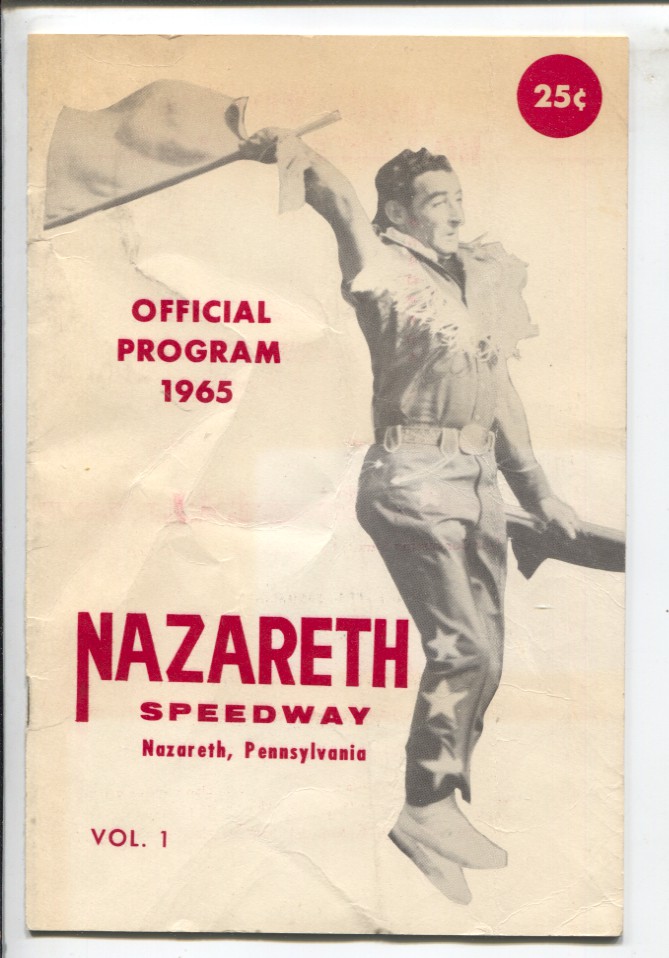 25¢
OFFICIAL
PROGRAM
1965
NAZARETH
SPEEDWAY
Nazareth, Pennsylvania
VOL. 1